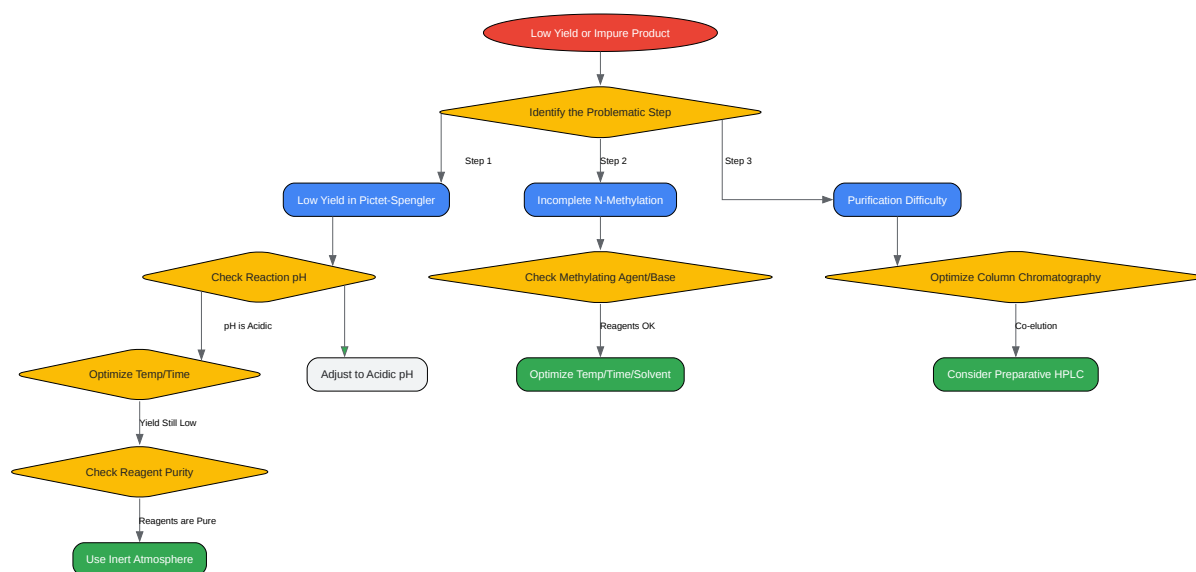 Low Yield or Impure Product
Identify the Problematic Step
Step 1
Step 2
Step 3
Low Yield in Pictet-Spengler
Incomplete N-Methylation
Purification Difficulty
Check Reaction pH
Check Methylating Agent/Base
Optimize Column Chromatography
pH is Acidic
Reagents OK
Co-elution
Optimize Temp/Time
Adjust to Acidic pH
Optimize Temp/Time/Solvent
Consider Preparative HPLC
Yield Still Low
Check Reagent Purity
Reagents are Pure
Use Inert Atmosphere